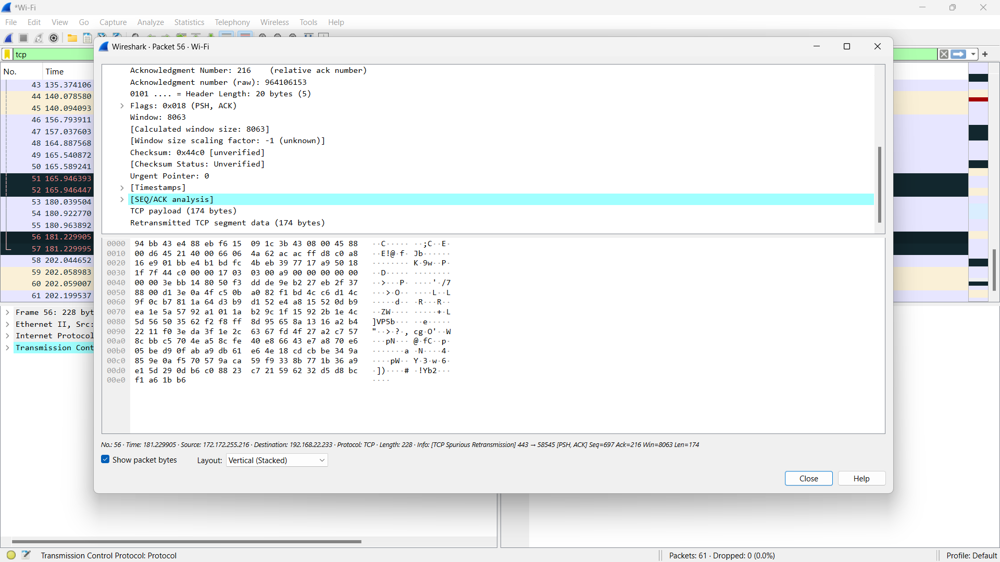 *Wi-Fi
File Edit View Go Capture Analyze Statistics Telephony Wireless Tools Help
tcp
No. Time
43 135.374106
44 140.078580
45 140.094093
46 156.793911
47 157.037603
48 164.887568
49 165.540872
50 165.589241
51 165.946393
52 165.946447
53 180.039504
54 180.922770
55 180.963892
56 181.229905
57 181.229995
58 202.044652
59 202.058983
60 202.059007
61 202.199537
Frame 56: 228 byt
Ethernet II, Src:
Internet Protocol
Transmission Cont
Wireshark · Packet 56 · Wi-Fi
Acknowledgment Number: 216    (relative ack number)
Acknowledgment number (raw): 964106153
0101 .... = Header Length: 20 bytes (5)
Flags: 0x018 (PSH, ACK)
Window: 8063
[Calculated window size: 8063]
[Window size scaling factor: -1 (unknown)]
Checksum: 0x44c0 [unverified]
[Checksum Status: Unverified]
Urgent Pointer: 0
[Timestamps]
[SEQ/ACK analysis]
TCP payload (174 bytes)
Retransmitted TCP segment data (174 bytes)
0000 94 bb 43 e4 88 eb f6 15 09 1c 3b 43 08 00 45 88 ··C····· ··;C··E·
0010 00 d6 45 21 40 00 66 06 4a 62 ac ac ff d8 c0 a8 ··E!@·f· Jb······
0020 16 e9 01 bb e4 b1 bd fc 4b eb 39 77 17 a9 50 18 ········ K·9w··P·
0030 1f 7f 44 c0 00 00 17 03 03 00 a9 00 00 00 00 00 ··D····· ········
0040 00 00 3e bb 14 80 50 f3 dd de 9e b2 27 eb 2f 37 ··>···P· ····'·/7
0050 88 00 d1 3e 0a 4f c5 0b a0 82 f1 bd 4c c6 d1 4c ···>·O·· ····L··L
0060 9f 0c b7 81 1a 64 d3 b9 d1 52 e4 a8 15 52 0d b9 ·····d·· ·R···R··
0070 ea 1e 5a 57 92 a1 01 1a b2 9c 1f 15 92 2b 1e 4c ··ZW···· ·····+·L
0080 5d 56 50 35 62 f2 f8 ff 8d 95 65 8a 13 16 a2 b4 ]VP5b··· ··e·····
0090 22 11 f0 3e da 3f 1e 2c 63 67 fd 4f 27 a2 c7 57 "··>·?·, cg·O'··W
00a0 8c bb c5 70 4e a5 8c fe 40 e8 66 43 e7 a8 70 e6 ···pN··· @·fC··p·
00b0 05 be d9 0f ab a9 db 61 e6 4e 18 cd cb be 34 9a ·······a ·N····4·
00c0 85 9e 0a f5 70 57 9a ca 59 f9 33 8b 77 1b 36 a9 ····pW·· Y·3·w·6·
00d0 e1 5d 29 0d b6 c0 88 23 c7 21 59 62 32 d5 d8 bc ·])····# ·!Yb2···
00e0 f1 a6 1b b6 ····
No.: 56 · Time: 181.229905 · Source: 172.172.255.216 · Destination: 192.168.22.233 · Protocol: TCP · Length: 228 · Info: [TCP Spurious Retransmission] 443 → 58545 [PSH, ACK] Seq=697 Ack=216 Win=8063 Len=174
Show packet bytes Layout: Vertical (Stacked)
Close Help
Transmission Control Protocol: Protocol
Packets: 61 · Dropped: 0 (0.0%)
Profile: Default